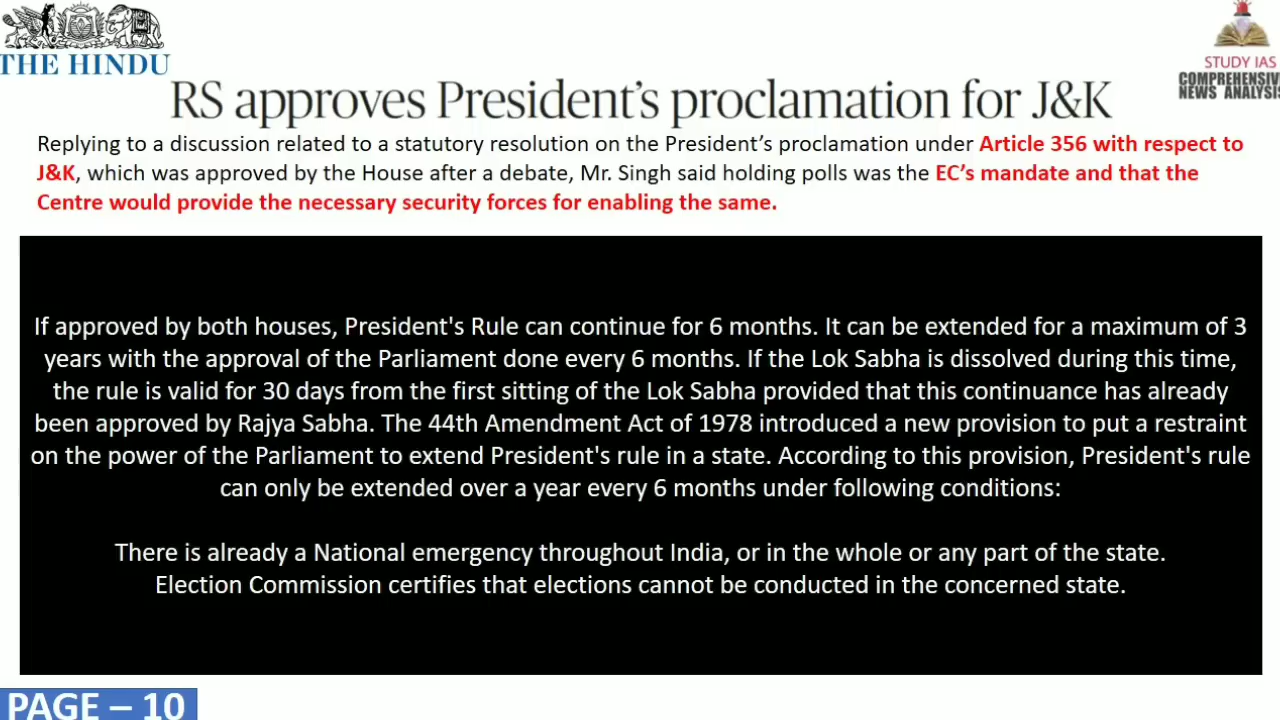 THE HINDU
STUDY IAS
COMPREHENSIVE
NEWS ANALYSIS
RS approves President’s proclamation for J&K
Replying to a discussion related to a statutory resolution on the President’s proclamation under Article 356 with respect to
J&K, which was approved by the House after a debate, Mr. Singh said holding polls was the EC’s mandate and that the
Centre would provide the necessary security forces for enabling the same.
If approved by both houses, President's Rule can continue for 6 months. It can be extended for a maximum of 3
years with the approval of the Parliament done every 6 months. If the Lok Sabha is dissolved during this time,
the rule is valid for 30 days from the first sitting of the Lok Sabha provided that this continuance has already
been approved by Rajya Sabha. The 44th Amendment Act of 1978 introduced a new provision to put a restraint
on the power of the Parliament to extend President's rule in a state. According to this provision, President's rule
can only be extended over a year every 6 months under following conditions:
There is already a National emergency throughout India, or in the whole or any part of the state.
Election Commission certifies that elections cannot be conducted in the concerned state.
PAGE – 10